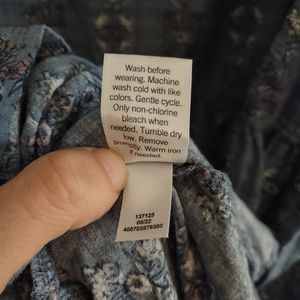 Wash before
wearing. Machine
wash cold with like
colors. Gentle cycle.
Only non-chlorine
bleach when
needed. Tumble dry
low. Remove
promptly. Warm iron
if needed.
137125
08/22
400703979380